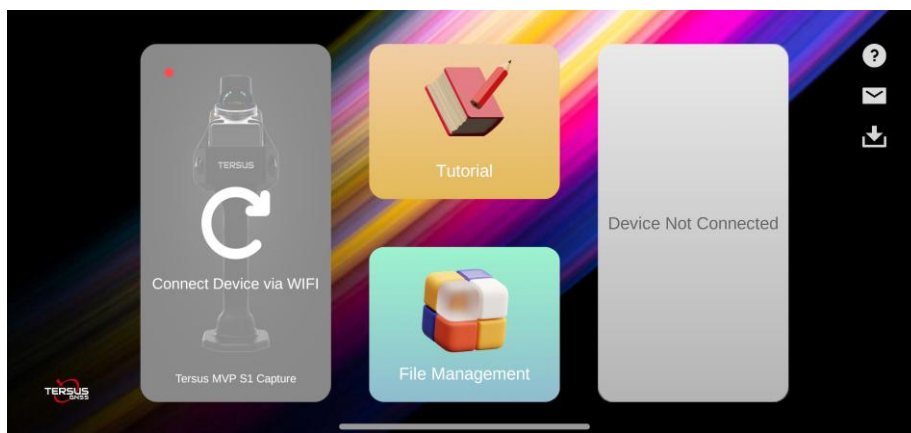 TERSUS
Connect Device via WIFI
Tersus MVP S1 Capture
Tutorial
File Management
Device Not Connected
?
TERSUS
GNSS